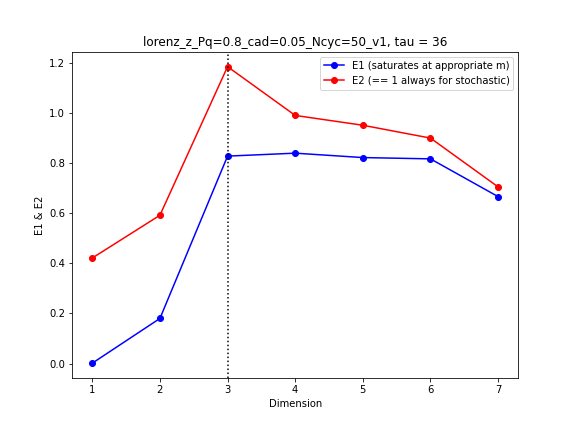 lorenz_z_Pq=0.8_cad=0.05_Ncyc=50_v1, tau = 36
E1 (saturates at appropriate m)
E2 (== 1 always for stochastic)
1.2
1.0
0.8
0.6
0.4
0.2
0.0
E1 & E2
1 2 3 4 5 6 7
Dimension